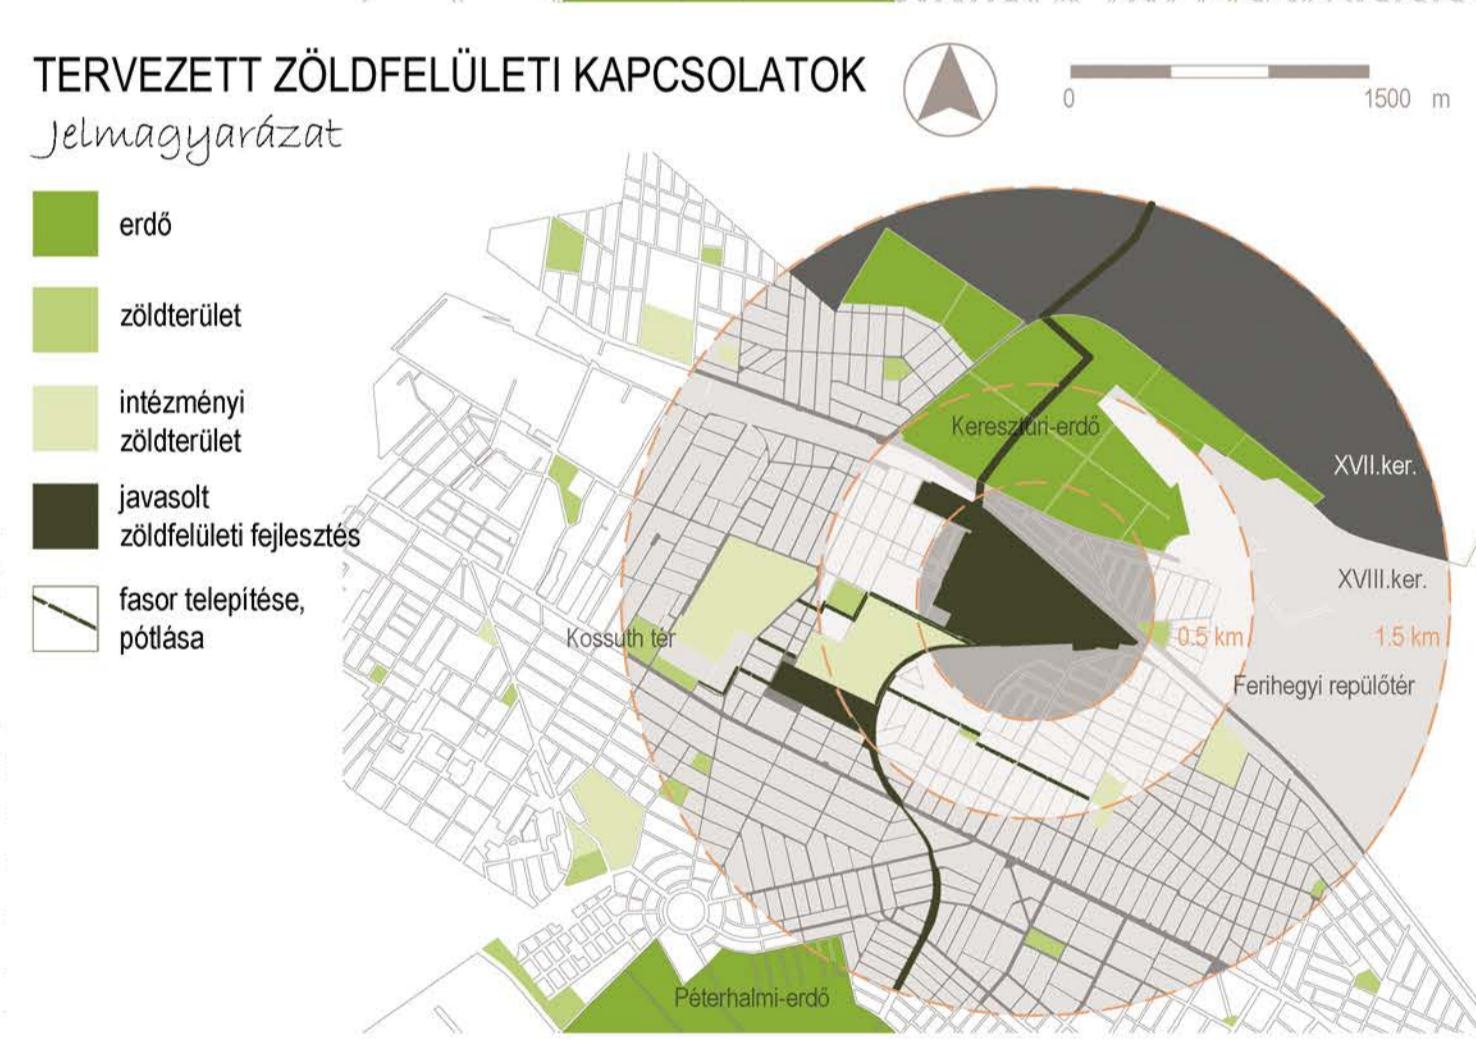 TERVEZETT ZÖLDFELÜLETI KAPCSOLATOK
Jelmagyarázat
0 1500 m
erdő
zöldterület
intézményi
zöldterület
javasolt
zöldfelületi fejlesztés
fasor telepítése,
pótlása
Keresztúri-erdő
XVII.ker.
XVIII.ker.
Kossuth tér
0.5 km
1.5 km
Ferihegyi repülőtér
Péterhalmi-erdő